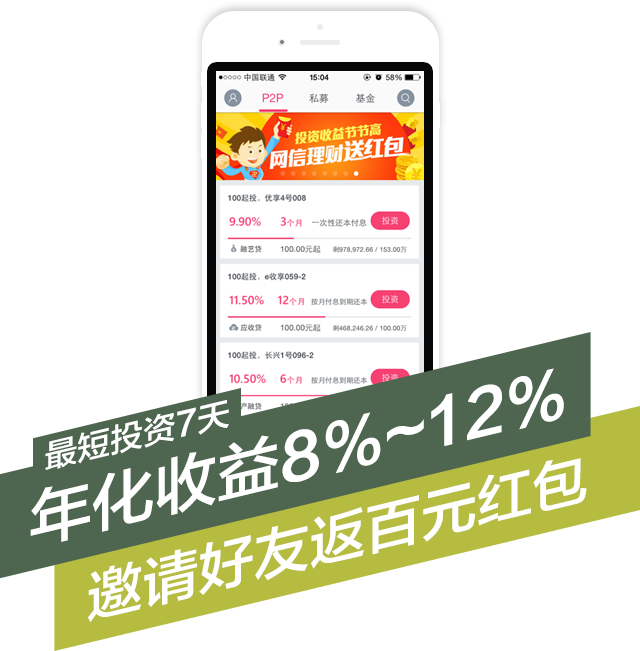 中国联通 15:04 58%
P2P 私募 基金
投资收益节节高
网信理财送红包
100起投，优享4号008
9.90% 3个月 一次性还本付息 投资
融艺贷 100.00元起 剩978,972.66 / 153.00万
100起投，e收享059-2
11.50% 12个月 按月付息到期还本 投资
应收贷 100.00元起 剩468,246.26 / 100.00万
100起投，长兴1号096-2
10.50% 6个月 按月付息到期还本 投资
产融贷
最短投资7天
年化收益8%~12%
邀请好友返百元红包